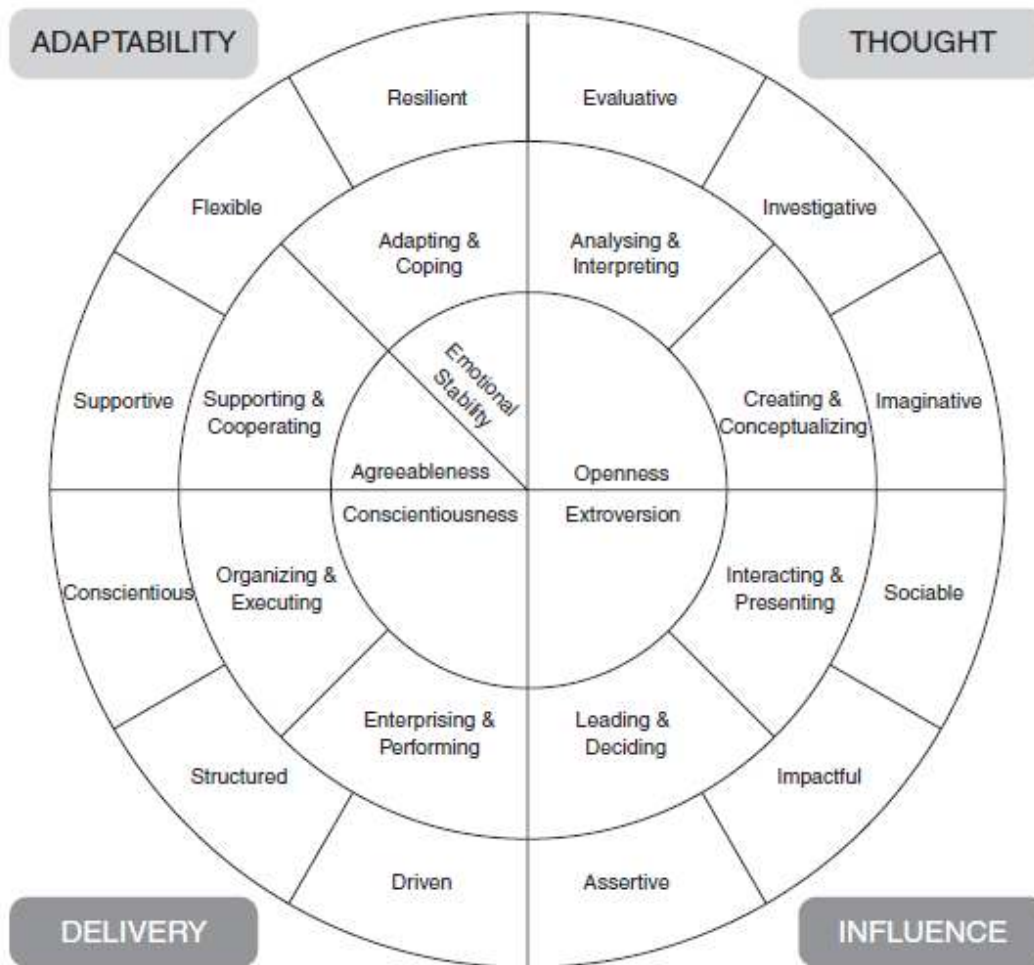 ADAPTABILITY
THOUGHT
Resilient
Evaluative
Flexible
Investigative
Adapting &
Coping
Analysing &
Interpreting
Emotional
Stability
Supportive
Supporting &
Cooperating
Creating &
Conceptualizing
Imaginative
Agreeableness
Openness
Conscientiousness
Extroversion
Conscientious
Organizing &
Executing
Interacting &
Presenting
Sociable
Enterprising &
Performing
Leading &
Deciding
Structured
Impactful
Driven
Assertive
DELIVERY
INFLUENCE